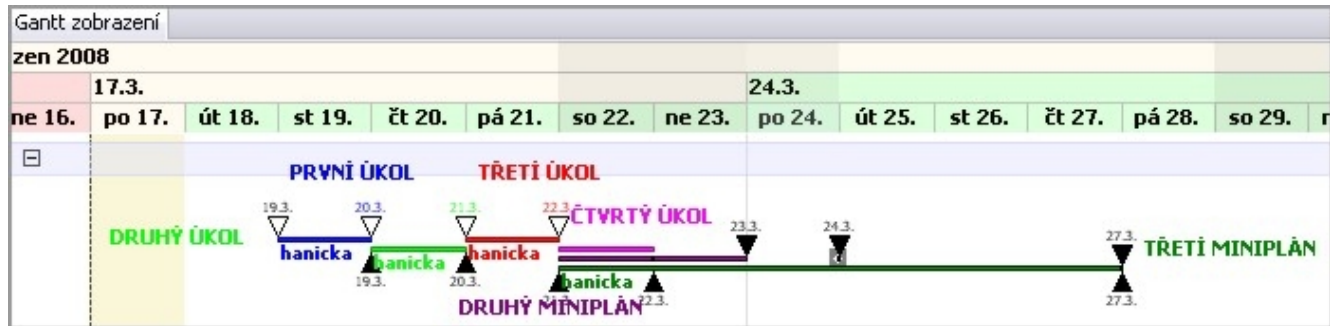 Gantt zobrazení
zen 2008
17.3. 24.3.
ne 16. po 17. út 18. st 19. čt 20. pá 21. so 22. ne 23. po 24. út 25. st 26. čt 27. pá 28. so 29.
PRVNÍ ÚKOL TŘETÍ ÚKOL
19.3. 20.3. 21.3. 22.3 ČTVRTÝ ÚKOL 23.3. 24.3. 27.3.
DRUHÝ ÚKOL TŘETÍ MINIPLÁN
hanicka hanicka hanicka
19.3. 20.3. hanicka 22.3. 27.3.
DRUHÝ MINIPLÁN